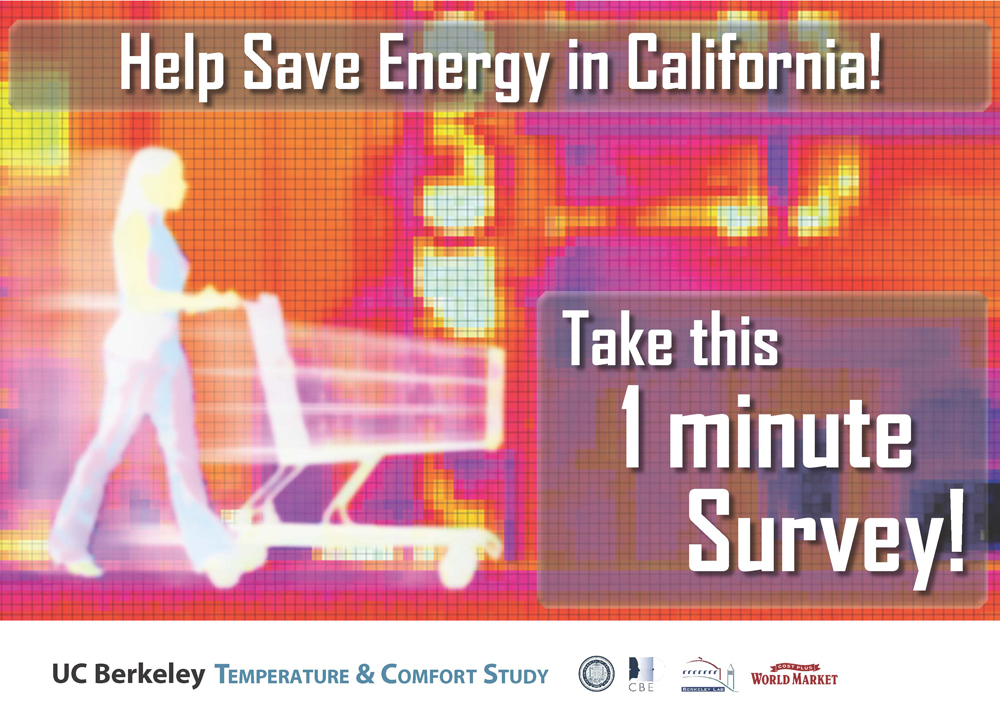 Help Save Energy in California!
Take this
1 minute
Survey!
UC Berkeley TEMPERATURE & COMFORT STUDY
CBE
BERKELEY LAB
COST PLUS
WORLD MARKET